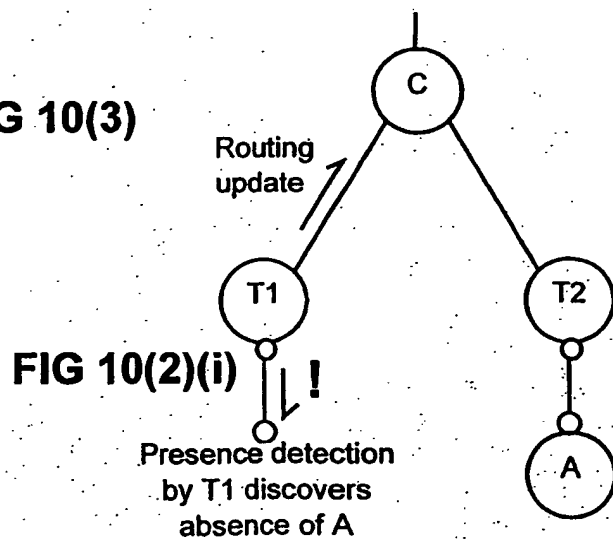 C
G 10(3)
Routing
update
T1
T2
FIG 10(2)(i)
!
Presence detection
by T1 discovers
absence of A
A